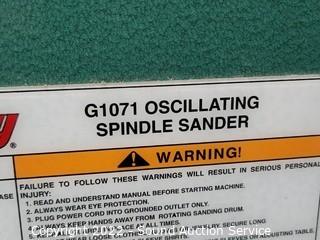 G1071 OSCILLATING
SPINDLE SANDER
®
WARNING!
FAILURE TO FOLLOW THESE WARNINGS WILL RESULT IN SERIOUS PERSONAL
INJURY:
1. READ AND UNDERSTAND MANUAL BEFORE STARTING MACHINE.
2. ALWAYS WEAR EYE PROTECTION.
3. PLUG POWER CORD INTO GROUNDED OUTLET ONLY.
ALWAYS KEEP HANDS AWAY FROM ROTATING SANDING DRUM.
Copyright 2022 - Sound Auction Service